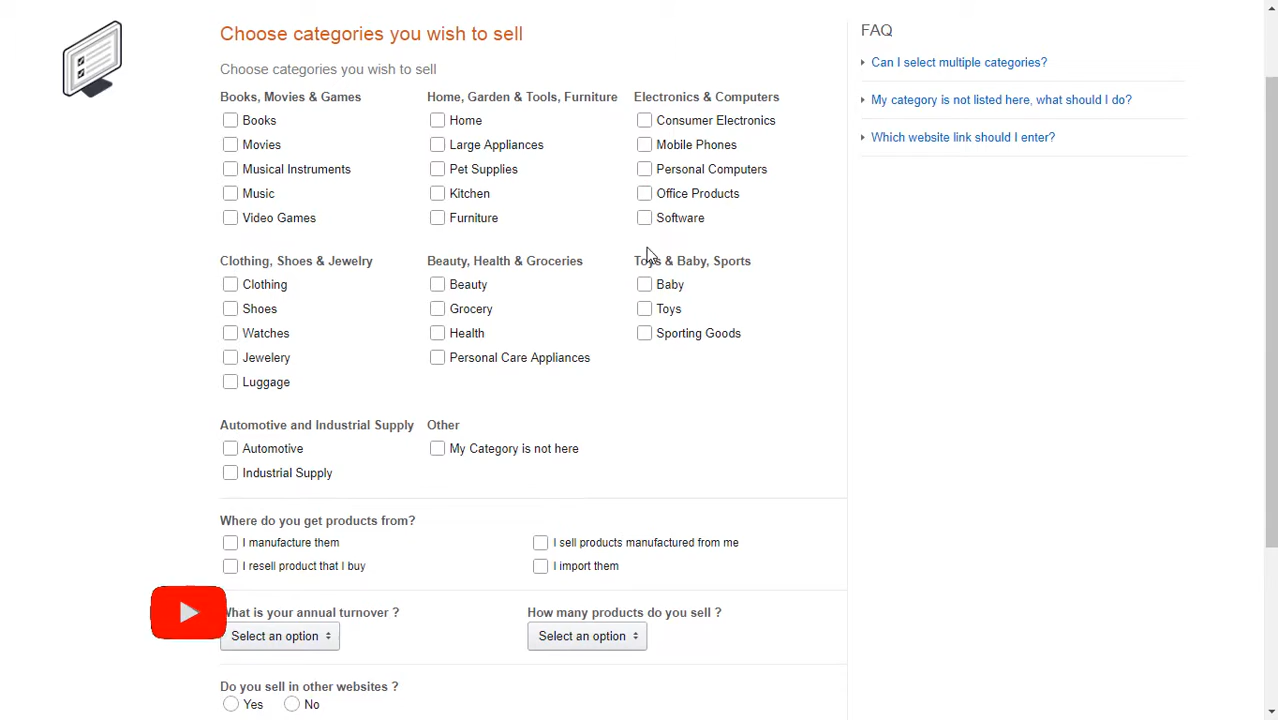 Choose categories you wish to sell
Choose categories you wish to sell
Books, Movies & Games
Books
Movies
Musical Instruments
Music
Video Games
Home, Garden & Tools, Furniture
Home
Large Appliances
Pet Supplies
Kitchen
Furniture
Electronics & Computers
Consumer Electronics
Mobile Phones
Personal Computers
Office Products
Software
Clothing, Shoes & Jewelry
Clothing
Shoes
Watches
Jewelery
Luggage
Beauty, Health & Groceries
Beauty
Grocery
Health
Personal Care Appliances
Toys & Baby, Sports
Baby
Toys
Sporting Goods
Automotive and Industrial Supply
Automotive
Industrial Supply
Other
My Category is not here
Where do you get products from?
I manufacture them
I sell products manufactured from me
I resell product that I buy
I import them
What is your annual turnover ?
Select an option
How many products do you sell ?
Select an option
Do you sell in other websites ?
Yes
No
FAQ
Can I select multiple categories?
My category is not listed here, what should I do?
Which website link should I enter?